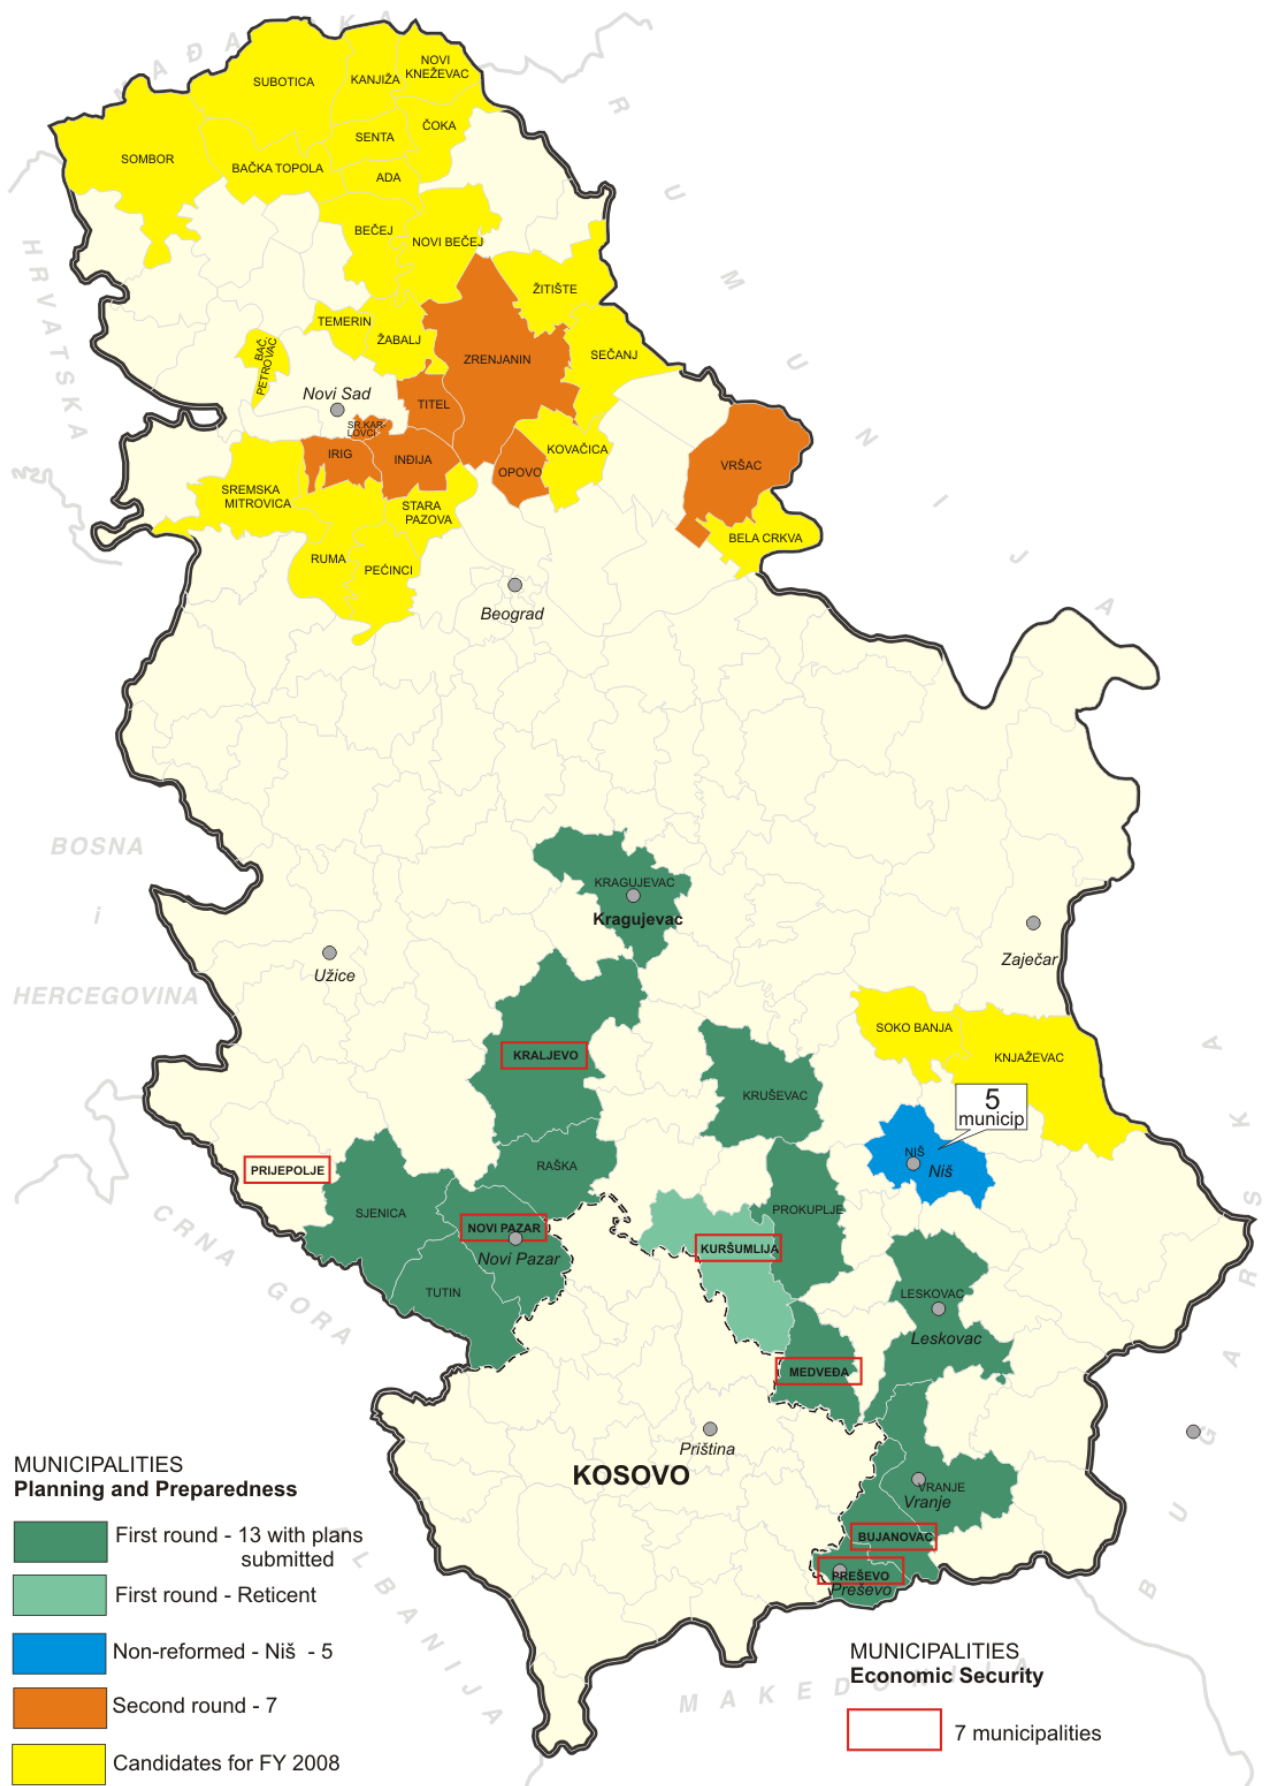 MAĐARSKA
RUMUNIJA
HRVATSKA
BOSNA
i
HERCEGOVINA
CRNA GORA
ALBANIJA
MAKEDONIJA
BUGARSKA
SUBOTICA
KANJIŽA
NOVI
KNEŽEVAC
SOMBOR
BAČKA TOPOLA
SENTA
ČOKA
ADA
BEČEJ
NOVI BEČEJ
ŽITIŠTE
TEMERIN
ŽABALJ
BAČ.
PETROVAC
ZRENJANIN
SEČANJ
Novi Sad
TITEL
SR.KAR-
LOVCI
IRIG
INĐIJA
OPOVO
KOVAČICA
VRŠAC
SREMSKA
MITROVICA
STARA
PAZOVA
BELA CRKVA
RUMA
PEĆINCI
Beograd
KRAGUJEVAC
Kragujevac
Užice
Zaječar
SOKO BANJA
KNJAŽEVAC
KRALJEVO
KRUŠEVAC
5
municip
NIŠ
Niš
PRIJEPOLJE
RAŠKA
SJENICA
NOVI PAZAR
Novi Pazar
PROKUPLJE
KURŠUMLIJA
TUTIN
LESKOVAC
Leskovac
MEDVEĐA
Priština
KOSOVO
VRANJE
Vranje
BUJANOVAC
PREŠEVO
Preševo
MUNICIPALITIES
Planning and Preparedness
First round - 13 with plans
submitted
First round - Reticent
Non-reformed - Niš - 5
Second round - 7
Candidates for FY 2008
MUNICIPALITIES
Economic Security
7 municipalities